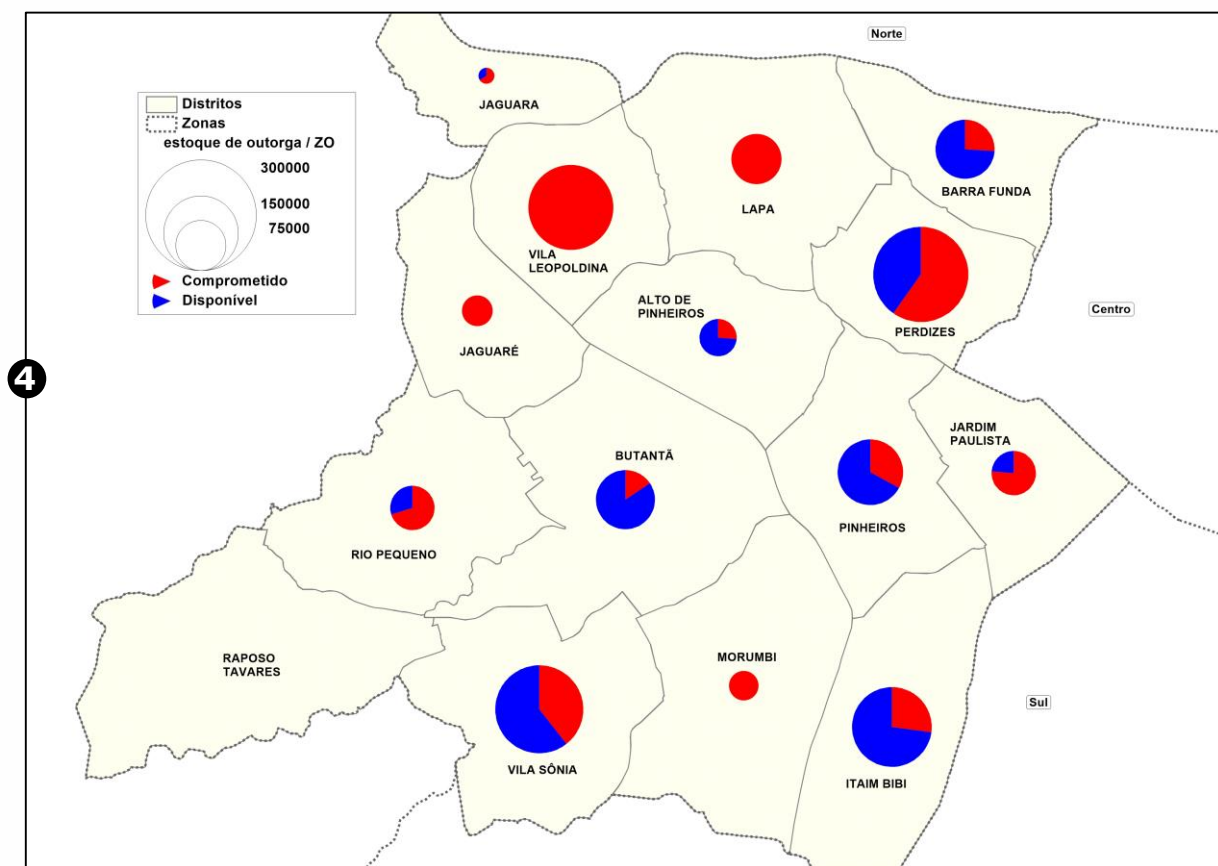 Norte
JAGUARA
Distritos
Zonas
estoque de outorga / ZO
300000
150000
75000
Comprometido
Disponível
BARRA FUNDA
LAPA
VILA
LEOPOLDINA
ALTO DE
PINHEIROS
PERDIZES
Centro
JAGUARÉ
4
JARDIM
PAULISTA
BUTANTÃ
PINHEIROS
RIO PEQUENO
RAPOSO
TAVARES
MORUMBI
Sul
VILA SÔNIA
ITAIM BIBI